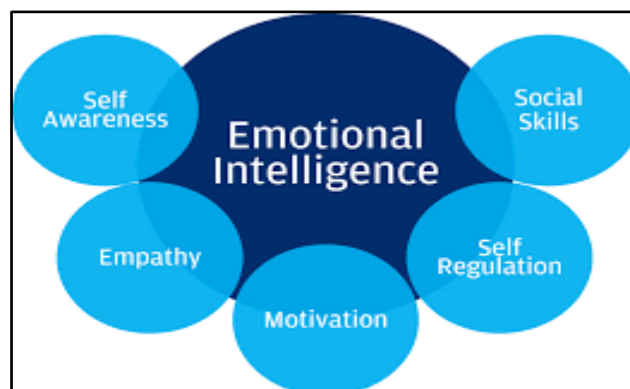 Self
Awareness
Emotional
Intelligence
Social
Skills
Empathy
Self
Regulation
Motivation